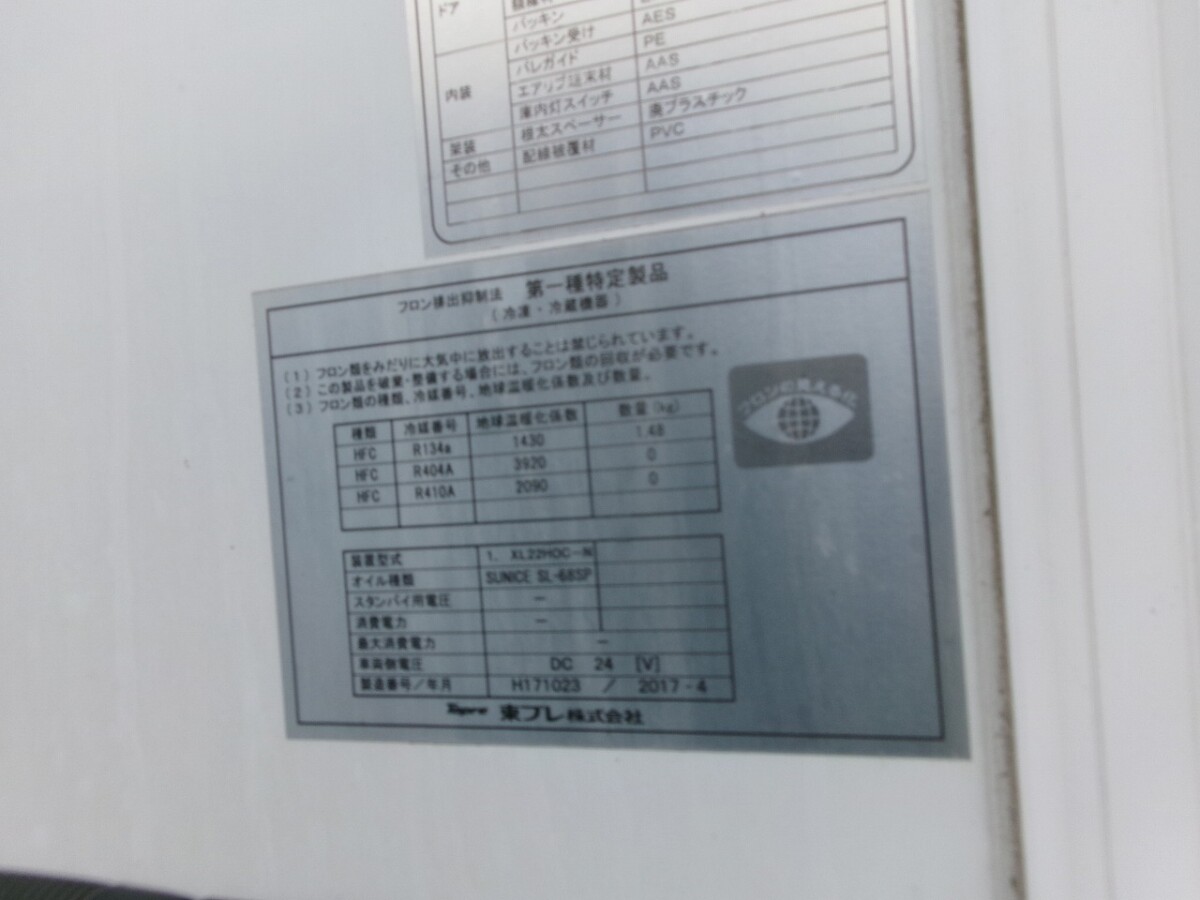 ドア
パッキン AES
パッキン受け PE
内装 バレガイド AAS
エアリブ端末材 AAS
庫内灯スイッチ 廃プラスチック
架装 根太スペーサー PVC
その他 配線被覆材
フロン排出抑制法 第一種特定製品
(冷凍・冷蔵機器)
(1) フロン類をみだりに大気中に放出することは禁じられています。
(2) この製品を破棄・整備する場合には、フロン類の回収が必要です。
(3) フロン類の種類、冷媒番号、地球温暖化係数及び数量。
種類 冷媒番号 地球温暖化係数 数量(kg)
HFC R134a 1430 1.48
HFC R404A 3920 0
HFC R410A 2090 0
フロンの見える化
装置型式 1. XL22HOC-N
オイル種類 SUNICE SL-68SP
スタンバイ用電圧 ー
消費電力 ー
最大消費電力 ー
車両側電圧 DC 24 [V]
製造番号/年月 H171023 / 2017-4
Topre 東プレ株式会社